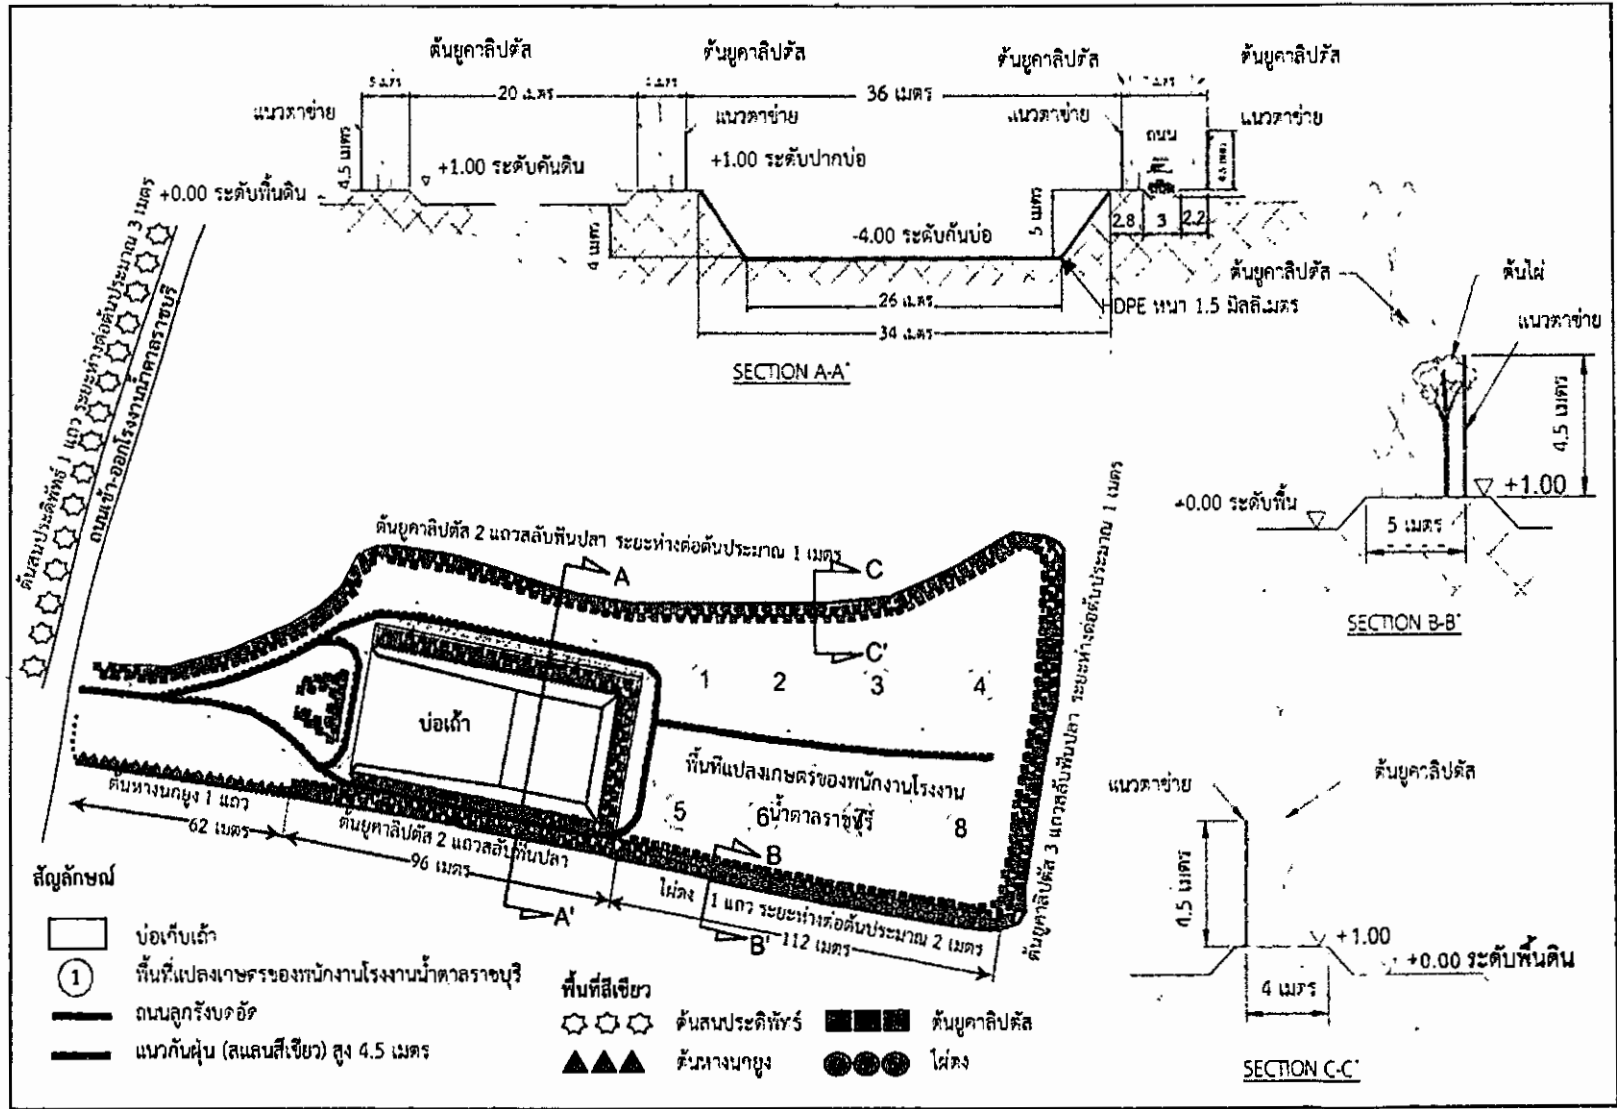 ต้นยูคาลิปตัส
ต้นยูคาลิปตัส
ต้นยูคาลิปตัส
ต้นยูคาลิปตัส
5 เมตร
20 เมตร
เมตร
36 เมตร
เมตร
แนวตาข่าย
แนวตาข่าย
แนวตาข่าย
แนวตาข่าย
ถนน
4.5 เมตร
+1.00 ระดับคันดิน
+1.00 ระดับปากบ่อ
4.5 เมตร
+0.00 ระดับพื้นดิน
4 เมตร
-4.00 ระดับก้นบ่อ
5 เมตร
2.8
3
2.2
26 เมตร
HDPE หนา 1.5 มิลลิเมตร
34 เมตร
SECTION A-A'
ต้นยูคาลิปตัส
ต้นไผ่
แนวตาข่าย
4.5 เมตร
+1.00
+0.00 ระดับพื้น
5 เมตร
SECTION B-B'
ต้นสนประดิพัทธ์ 1 แถว ระยะห่างต่อต้นประมาณ 3 เมตร
ถนนเข้า-ออกโรงงานน้ำตาลราชบุรี
ต้นยูคาลิปตัส 2 แถวสลับฟันปลา ระยะห่างต่อต้นประมาณ 1 เมตร
A
C
C'
1
2
3
4
บ่อเถ้า
พื้นที่แปลงเกษตรของพนักงานโรงงาน
น้ำตาลราชบุรี
5
6
8
B
ต้นยูคาลิปตัส 3 แถวสลับฟันปลา ระยะห่างต่อต้นประมาณ 1 เมตร
ต้นหางนกยูง 1 แถว
62 เมตร
ต้นยูคาลิปตัส 2 แถวสลับฟันปลา
96 เมตร
ไผ่ตง 1 แถว ระยะห่างต่อต้นประมาณ 2 เมตร
112 เมตร
A'
B'
แนวตาข่าย
ต้นยูคาลิปตัส
4.5 เมตร
+1.00
+0.00 ระดับพื้นดิน
4 เมตร
SECTION C-C'
สัญลักษณ์
บ่อเก็บเถ้า
1 พื้นที่แปลงเกษตรของพนักงานโรงงานน้ำตาลราชบุรี
ถนนลูกรังบดอัด
แนวกันฝุ่น (สแลนสีเขียว) สูง 4.5 เมตร
พื้นที่สีเขียว
ต้นสนประดิพัทธ์
ต้นยูคาลิปตัส
ต้นหางนกยูง
ไผ่ตง